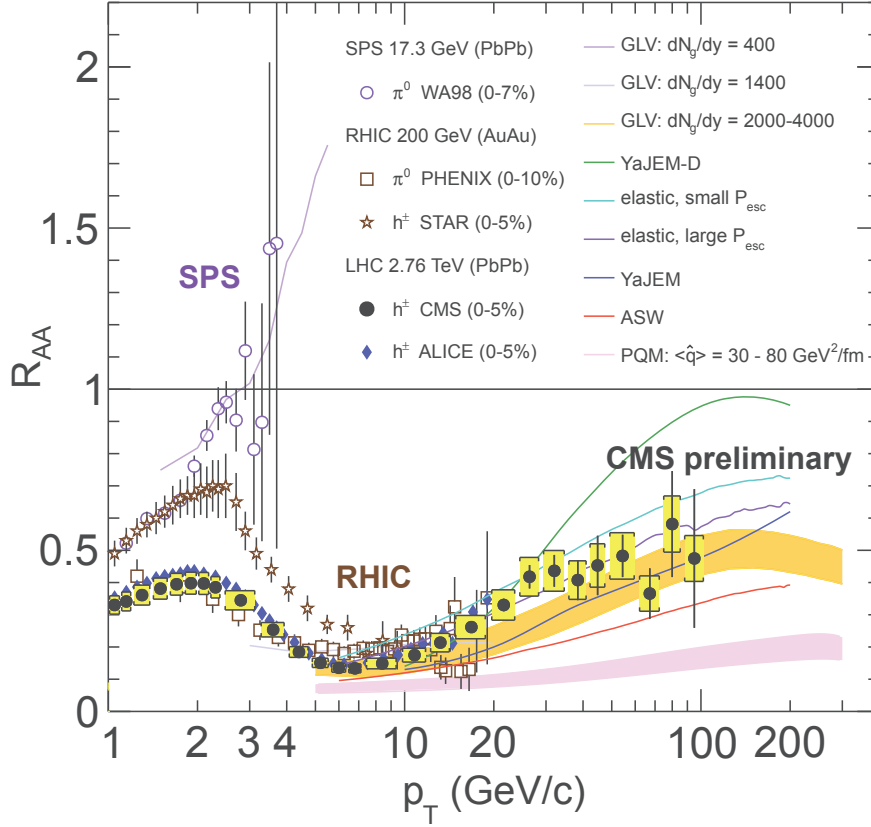 SPS 17.3 GeV (PbPb)
π⁰ WA98 (0-7%)
RHIC 200 GeV (AuAu)
π⁰ PHENIX (0-10%)
h± STAR (0-5%)
LHC 2.76 TeV (PbPb)
h± CMS (0-5%)
h± ALICE (0-5%)
GLV: dN_g/dy = 400
GLV: dN_g/dy = 1400
GLV: dN_g/dy = 2000-4000
YaJEM-D
elastic, small P_esc
elastic, large P_esc
YaJEM
ASW
PQM: <q̂> = 30 - 80 GeV²/fm
SPS
RHIC
CMS preliminary
R_AA
2
1.5
1
0.5
0
1 2 3 4 10 20 100 200
p_T (GeV/c)